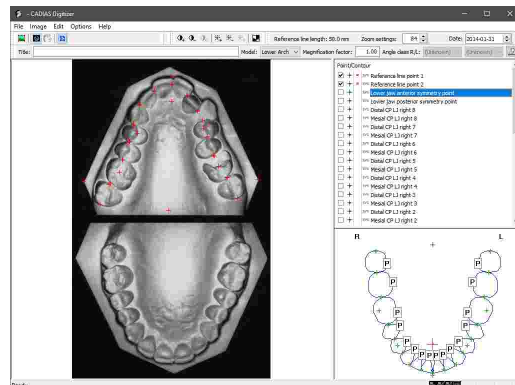 - CADIAS Digitizer
File Image Edit Options Help
Reference line length: 50.0 mm Zoom settings: 84 Date: 2014-01-31
Title: Model: Lower Arch Magnification factor: 1.00 Angle class R/L: (Unknown) (Unknown)
Point/Contour
Reference line point 1
Reference line point 2
Lower jaw anterior symmetry point
Lower jaw posterior symmetry point
Distal CP LJ right 8
Mesial CP LJ right 8
Distal CP LJ right 7
Mesial CP LJ right 7
Distal CP LJ right 6
Mesial CP LJ right 6
Distal CP LJ right 5
Mesial CP LJ right 5
Distal CP LJ right 4
Mesial CP LJ right 4
Distal CP LJ right 3
Mesial CP LJ right 3
Distal CP LJ right 2
Mesial CP LJ right 2
R L
P P
P P
P P
P P
P P
P P P P P P
Ready